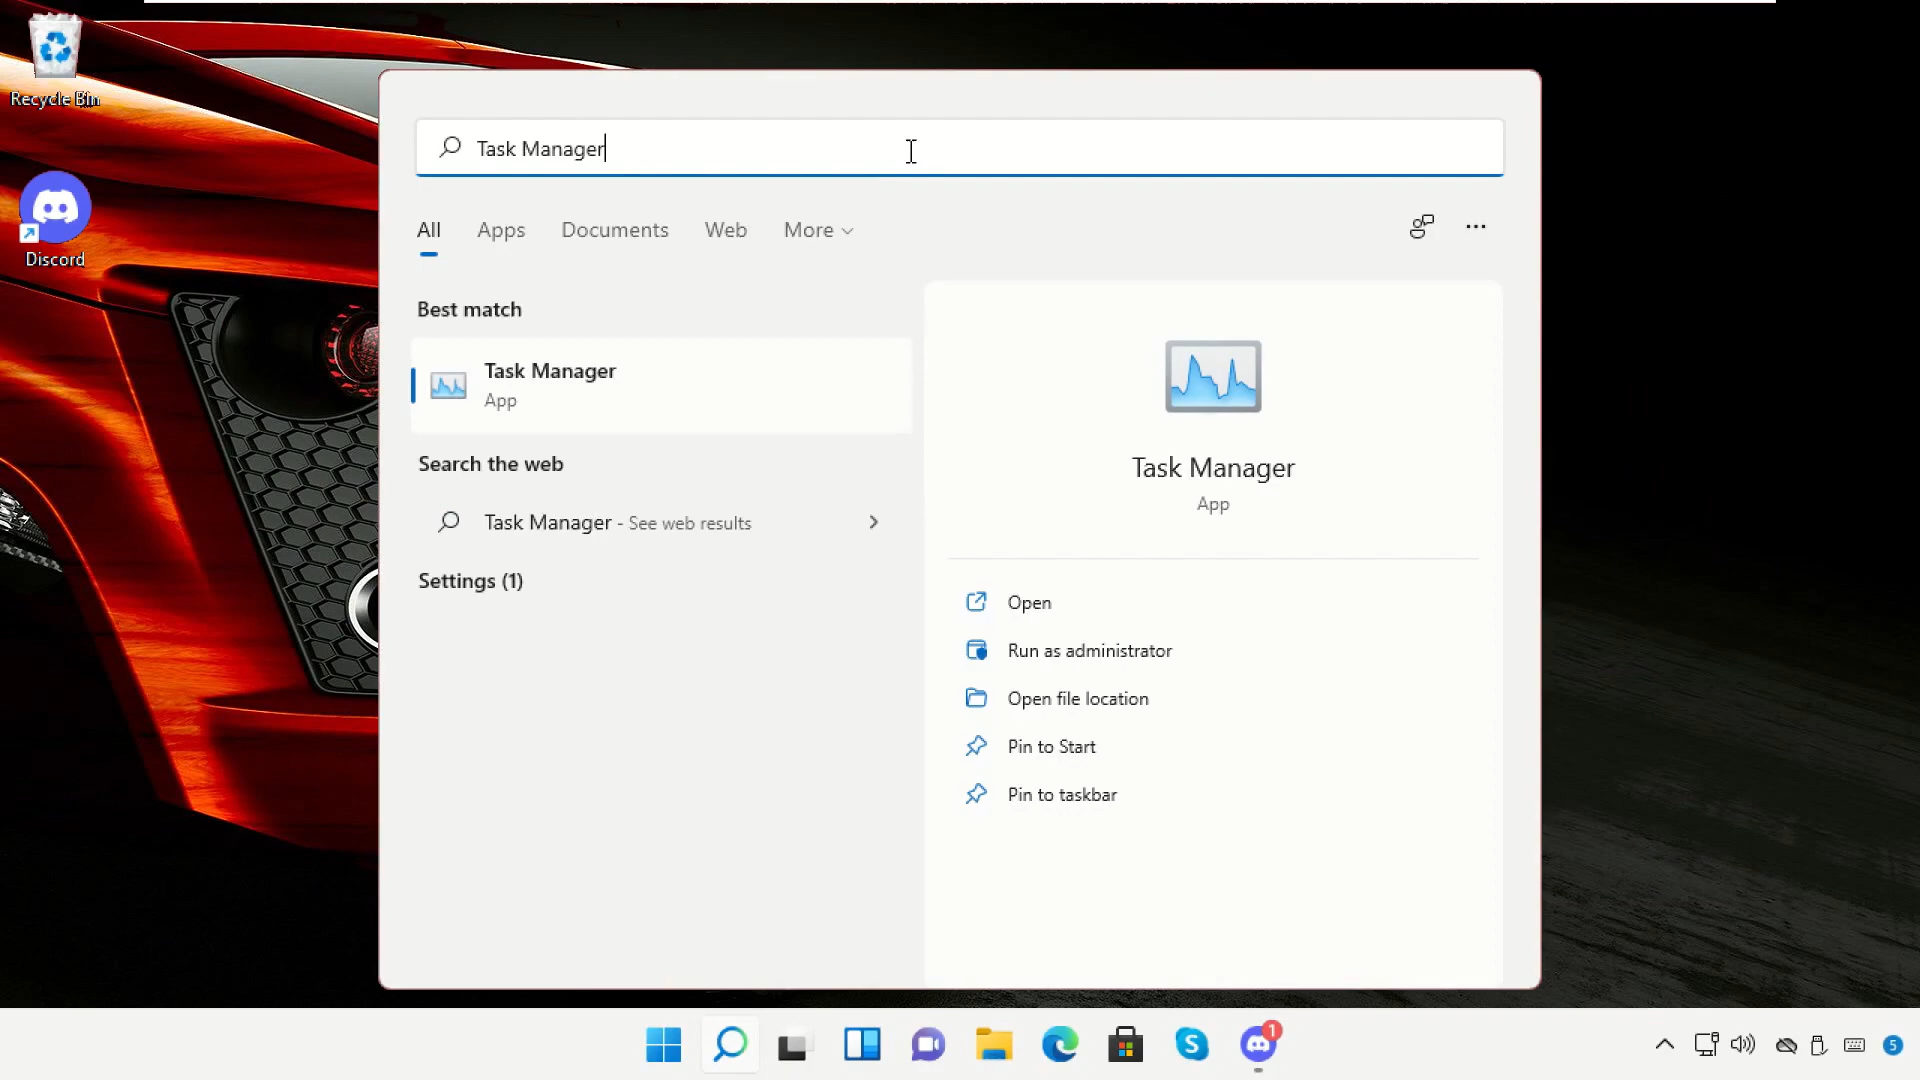 Recycle Bin
Discord
Task Manager
All Apps Documents Web More
Best match
Task Manager
App
Search the web
Task Manager - See web results
Settings (1)
Task Manager
App
Open
Run as administrator
Open file location
Pin to Start
Pin to taskbar
S
1
5